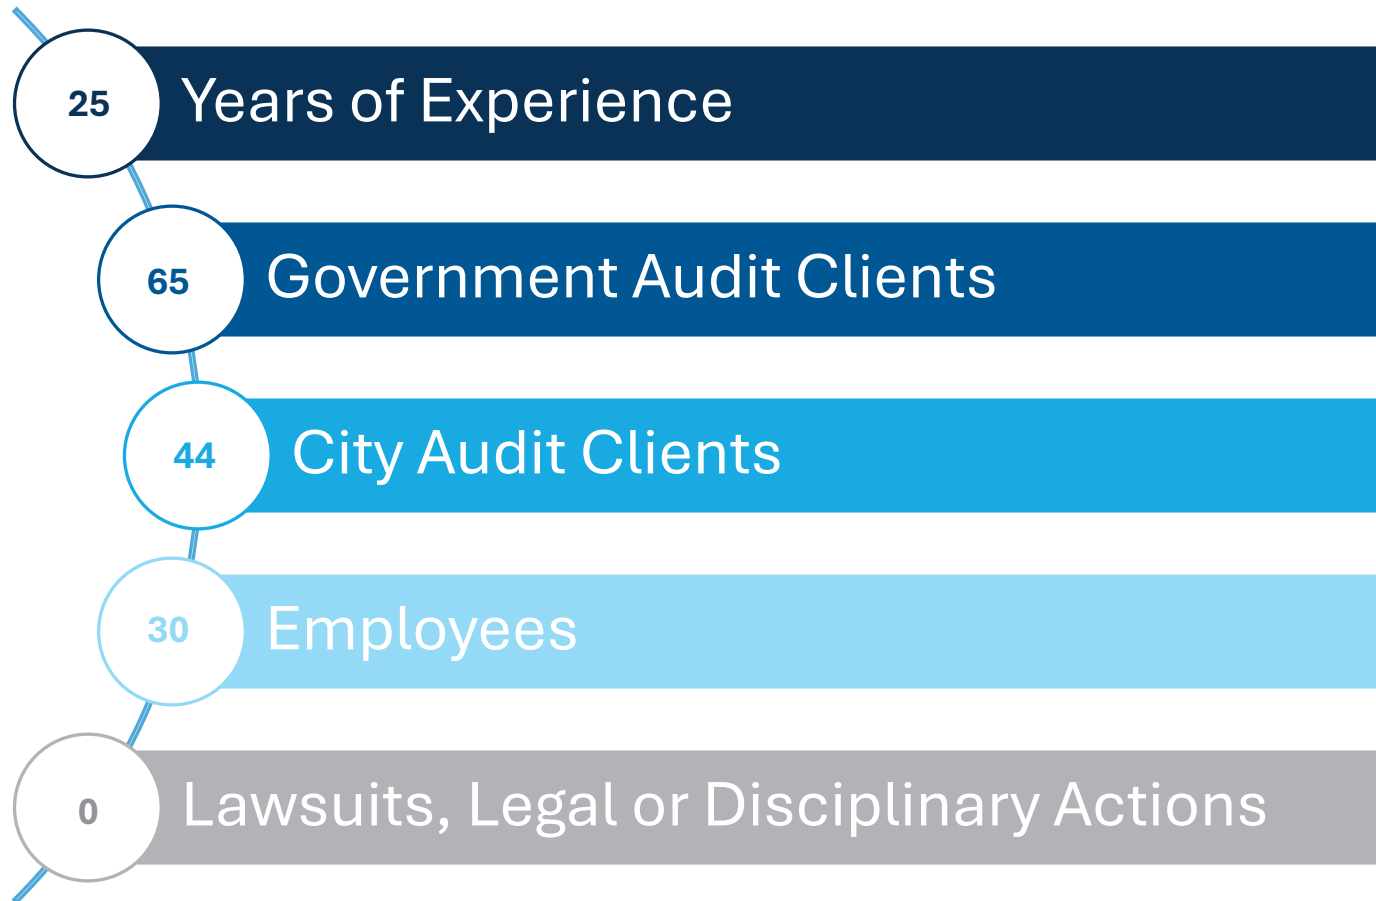 25 Years of Experience
65 Government Audit Clients
44 City Audit Clients
30 Employees
0 Lawsuits, Legal or Disciplinary Actions